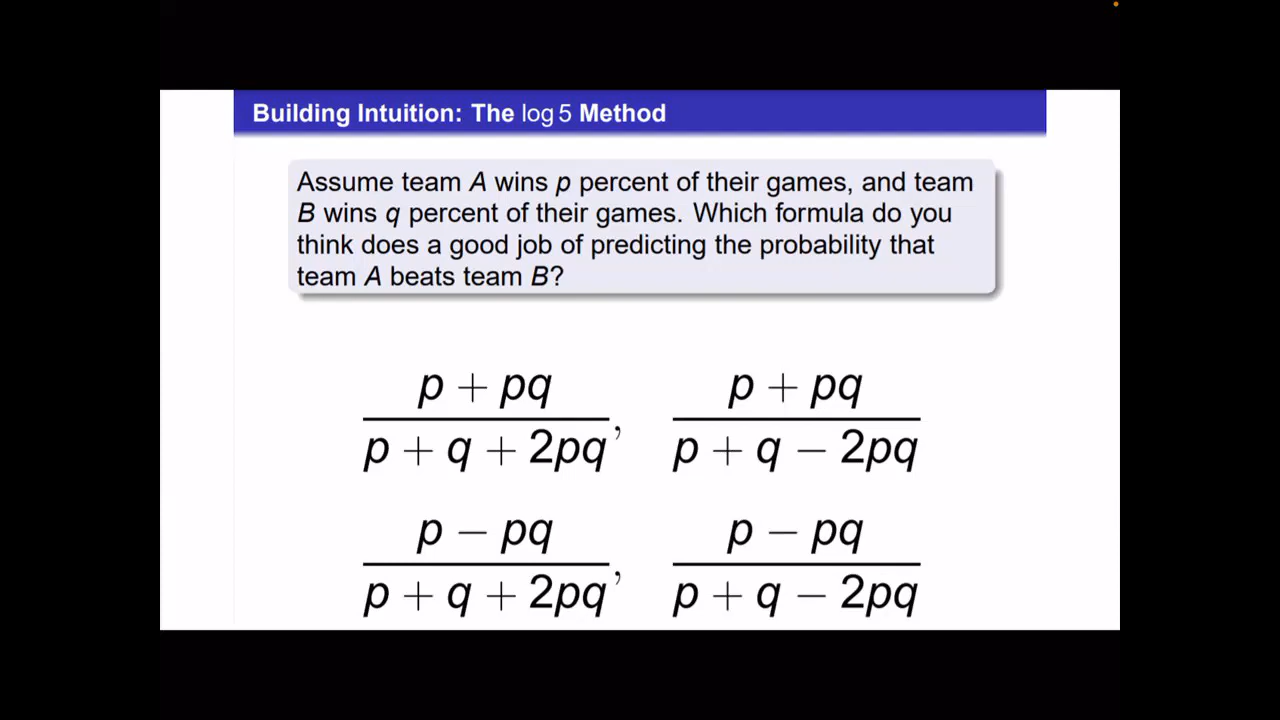 Building Intuition: The log 5 Method
Assume team A wins p percent of their games, and team
B wins q percent of their games. Which formula do you
think does a good job of predicting the probability that
team A beats team B?
p + pq
p + q + 2pq,
p + pq
p + q − 2pq
p − pq
p + q + 2pq,
p − pq
p + q − 2pq